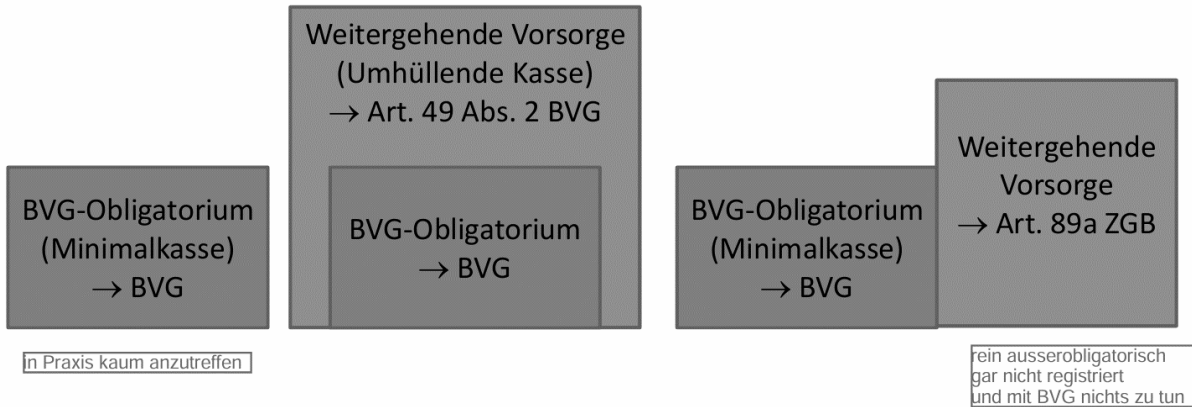 BVG-Obligatorium
(Minimalkasse)
→ BVG
in Praxis kaum anzutreffen
Weitergehende Vorsorge
(Umhüllende Kasse)
→ Art. 49 Abs. 2 BVG
BVG-Obligatorium
→ BVG
BVG-Obligatorium
(Minimalkasse)
→ BVG
Weitergehende
Vorsorge
→ Art. 89a ZGB
rein ausserobligatorisch
gar nicht registriert
und mit BVG nichts zu tun